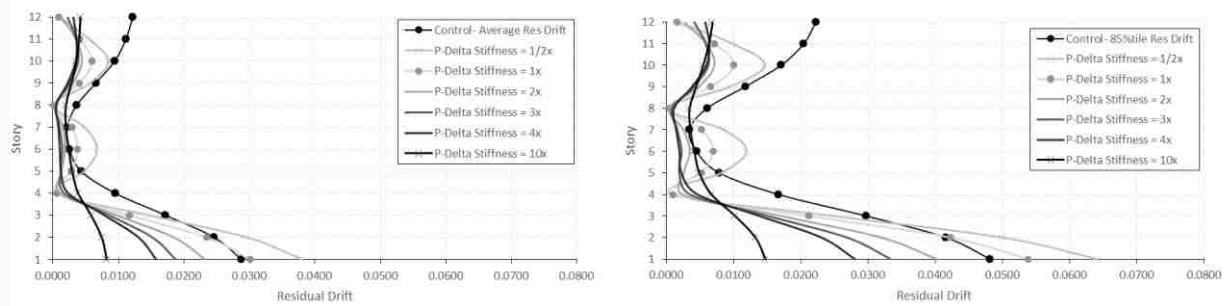 12
11
10
9
8
7
6
5
4
3
2
1
Story
Control- Average Res Drift
P-Delta Stiffness = 1/2x
P-Delta Stiffness = 1x
P-Delta Stiffness = 2x
P-Delta Stiffness = 3x
P-Delta Stiffness = 4x
P-Delta Stiffness = 10x
0.0000 0.0100 0.0200 0.0300 0.0400 0.0500 0.0600 0.0700 0.0800
Residual Drift
12
11
10
9
8
7
6
5
4
3
2
1
Story
Control- 85%tile Res Drift
P-Delta Stiffness = 1/2x
P-Delta Stiffness = 1x
P-Delta Stiffness = 2x
P-Delta Stiffness = 3x
P-Delta Stiffness = 4x
P-Delta Stiffness = 10x
0.0000 0.0100 0.0200 0.0300 0.0400 0.0500 0.0600 0.0700 0.0800
Residual Drift